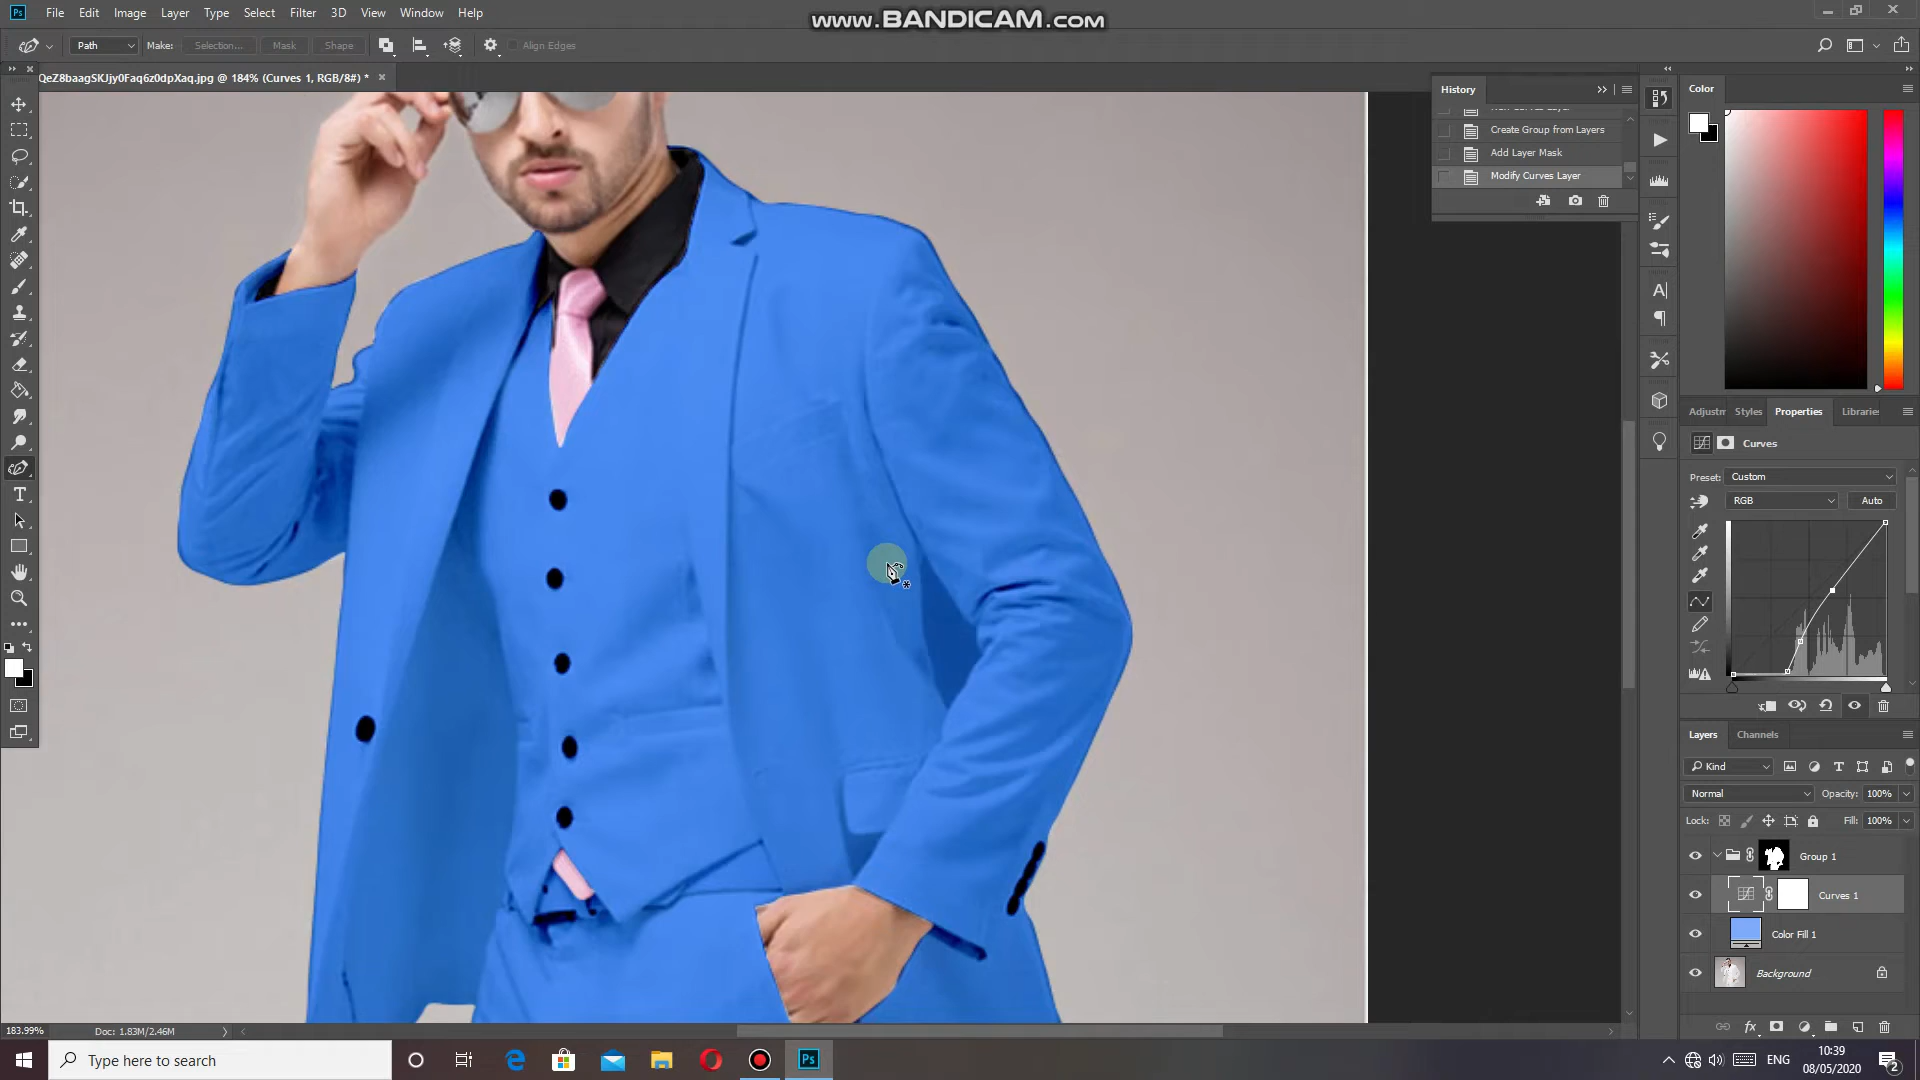 Ps File Edit Image Layer Type Select Filter 3D View Window Help
www.BANDICAM.com
Path Make: Selection... Mask Shape Align Edges
QeZ8baagSKJjy0Faq6z0dpXaq.jpg @ 184% (Curves 1, RGB/8#) *
History
Create Group from Layers
Add Layer Mask
Modify Curves Layer
Color
Adjustm Styles Properties Librarie
Curves
Preset: Custom
RGB Auto
Layers Channels
Kind
Normal Opacity: 100%
Lock: Fill: 100%
Group 1
Curves 1
Color Fill 1
Background
183.99% Doc: 1.83M/2.46M
Type here to search
Ps
ENG
10:39
08/05/2020
2